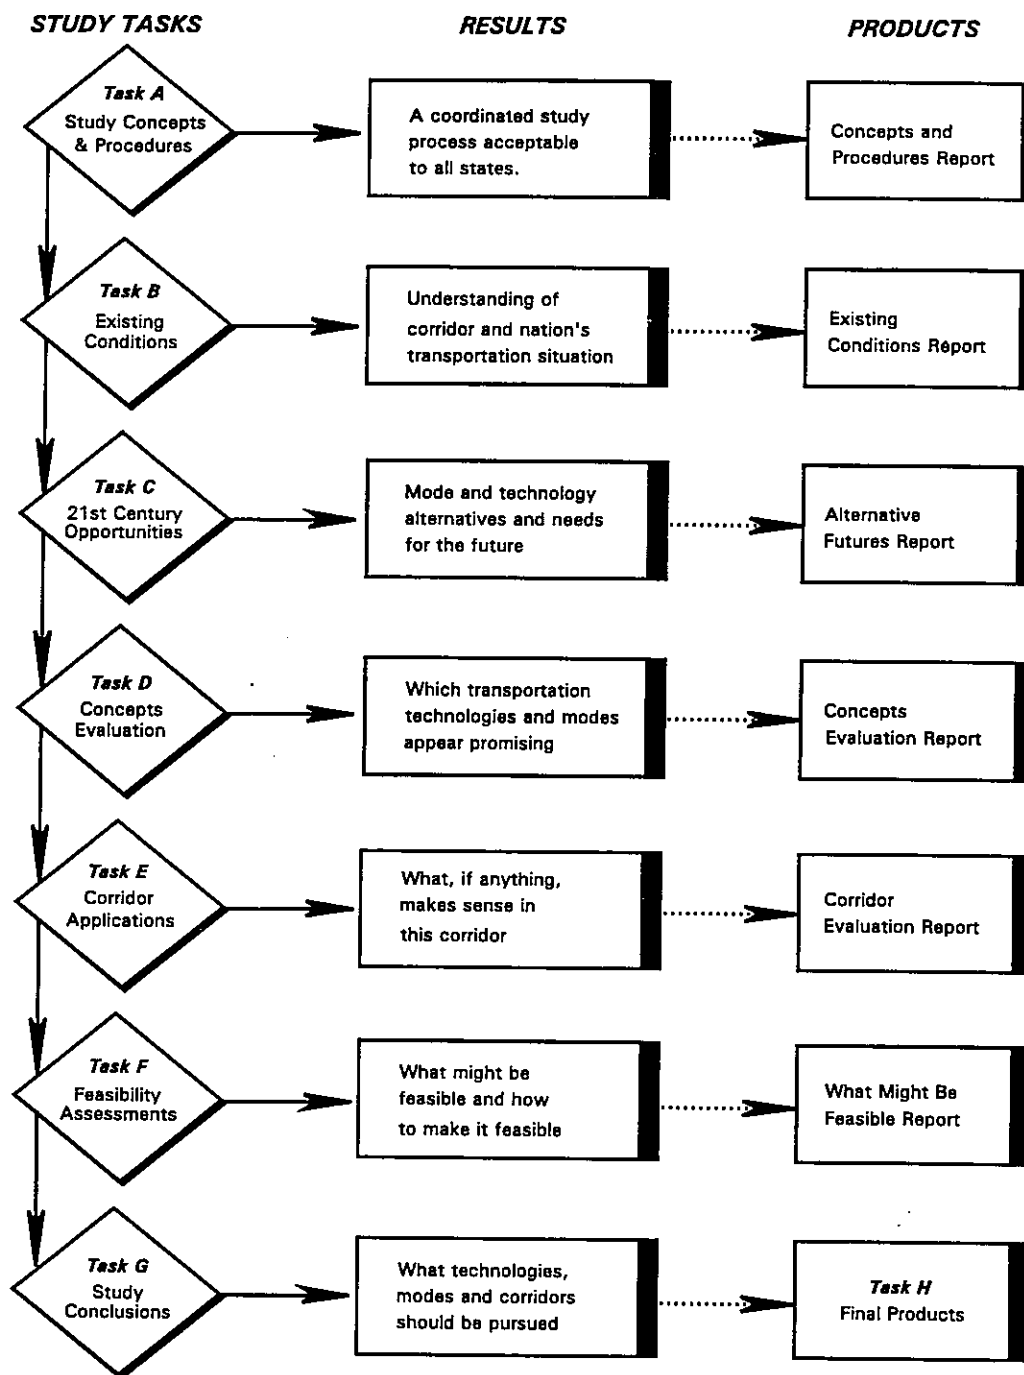 STUDY TASKS
RESULTS
PRODUCTS
Task A
Study Concepts
& Procedures
A coordinated study
process acceptable
to all states.
Concepts and
Procedures Report
Task B
Existing
Conditions
Understanding of
corridor and nation's
transportation situation
Existing
Conditions Report
Task C
21st Century
Opportunities
Mode and technology
alternatives and needs
for the future
Alternative
Futures Report
Task D
Concepts
Evaluation
Which transportation
technologies and modes
appear promising
Concepts
Evaluation Report
Task E
Corridor
Applications
What, if anything,
makes sense in
this corridor
Corridor
Evaluation Report
Task F
Feasibility
Assessments
What might be
feasible and how
to make it feasible
What Might Be
Feasible Report
Task G
Study
Conclusions
What technologies,
modes and corridors
should be pursued
Task H
Final Products